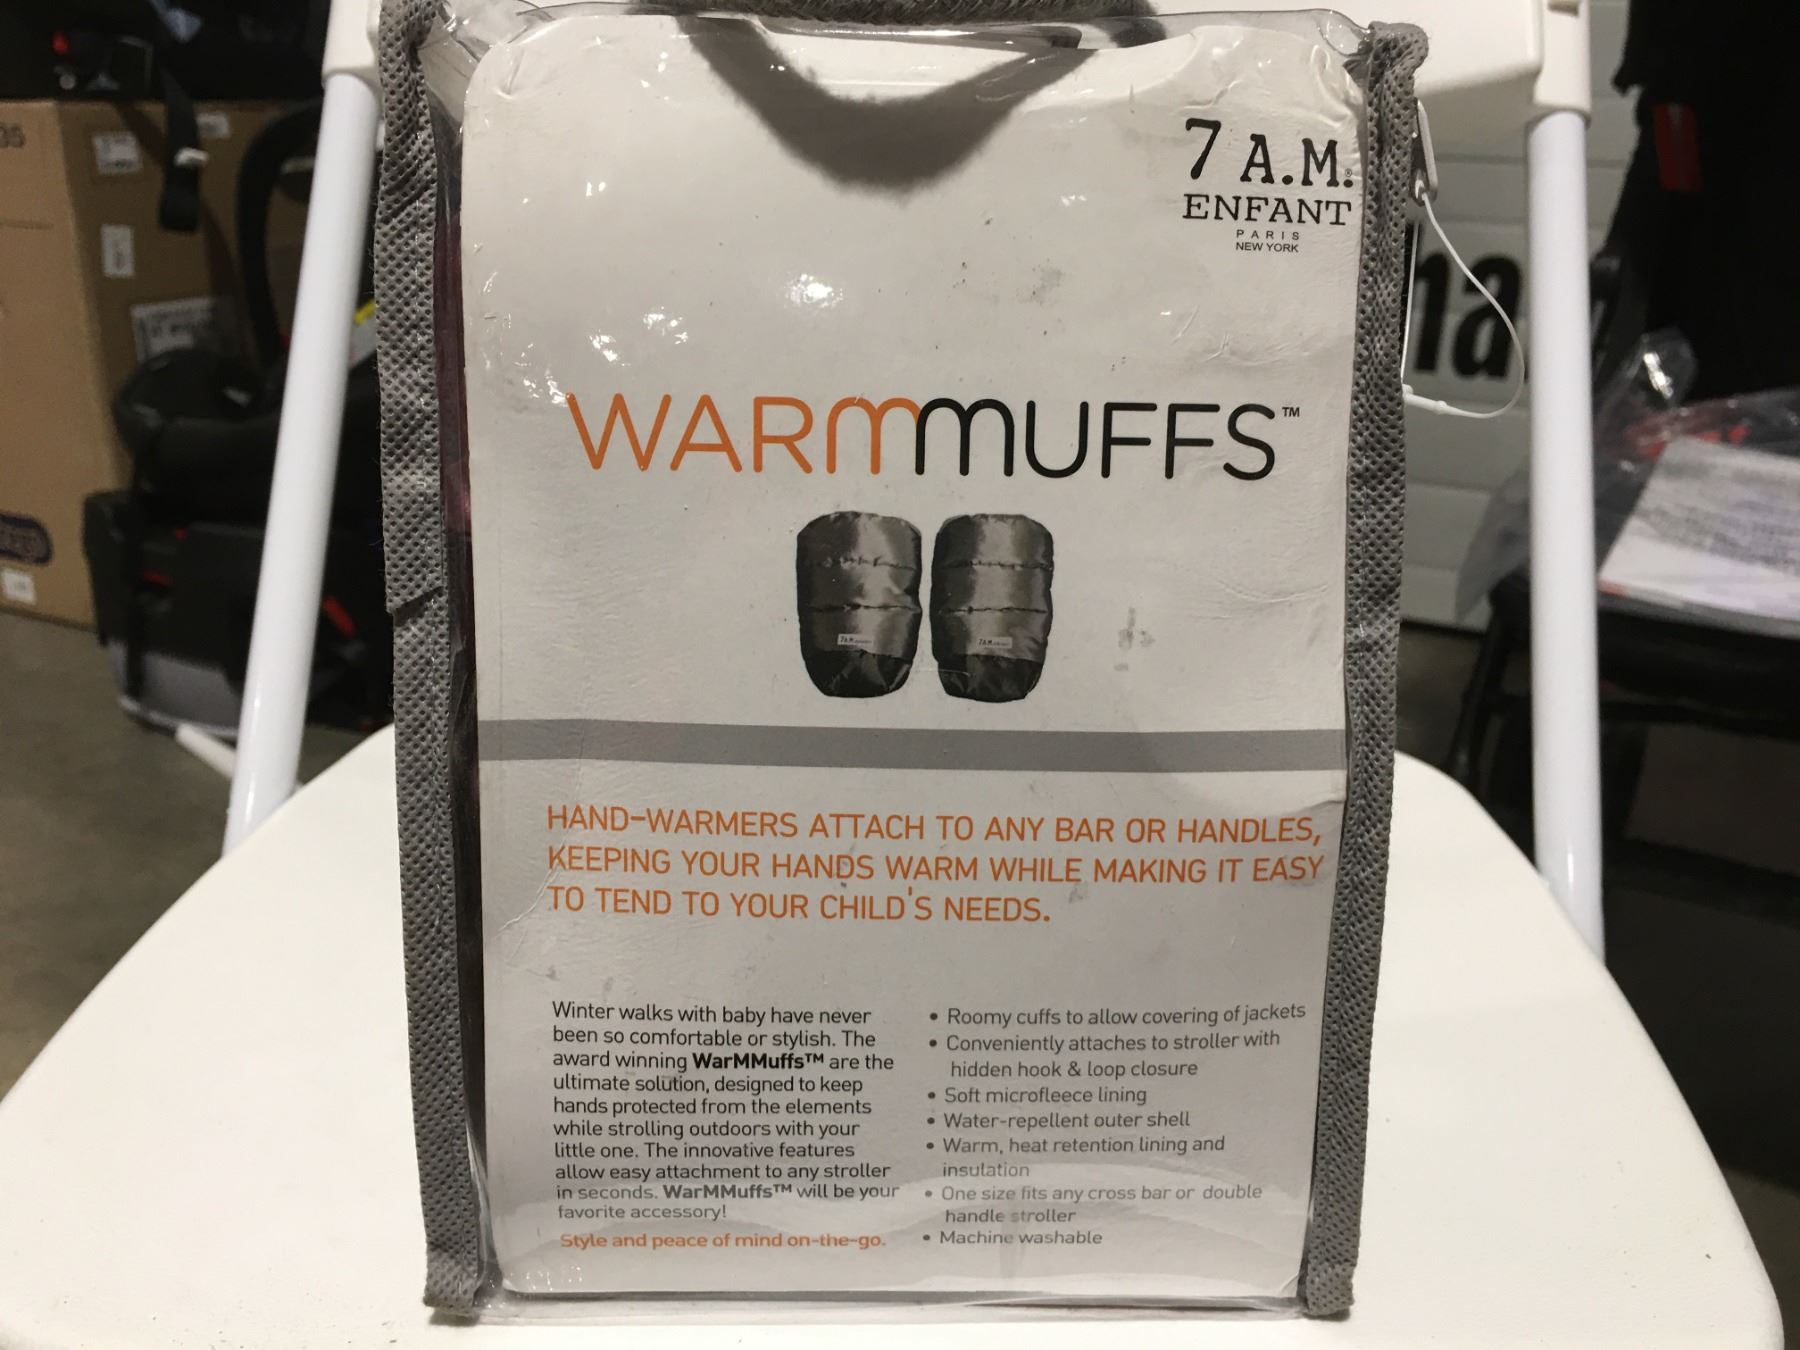 7 A.M.®
ENFANT
PARIS
NEW YORK
WARMMUFFS™
HAND-WARMERS ATTACH TO ANY BAR OR HANDLES,
KEEPING YOUR HANDS WARM WHILE MAKING IT EASY
TO TEND TO YOUR CHILD'S NEEDS.
Winter walks with baby have never
been so comfortable or stylish. The
award winning WarMMuffs™ are the
ultimate solution, designed to keep
hands protected from the elements
while strolling outdoors with your
little one. The innovative features
allow easy attachment to any stroller
in seconds. WarMMuffs™ will be your
favorite accessory!
Style and peace of mind on-the-go.
• Roomy cuffs to allow covering of jackets
• Conveniently attaches to stroller with
hidden hook & loop closure
• Soft microfleece lining
• Water-repellent outer shell
• Warm, heat retention lining and
insulation
• One size fits any cross bar or double
handle stroller
• Machine washable